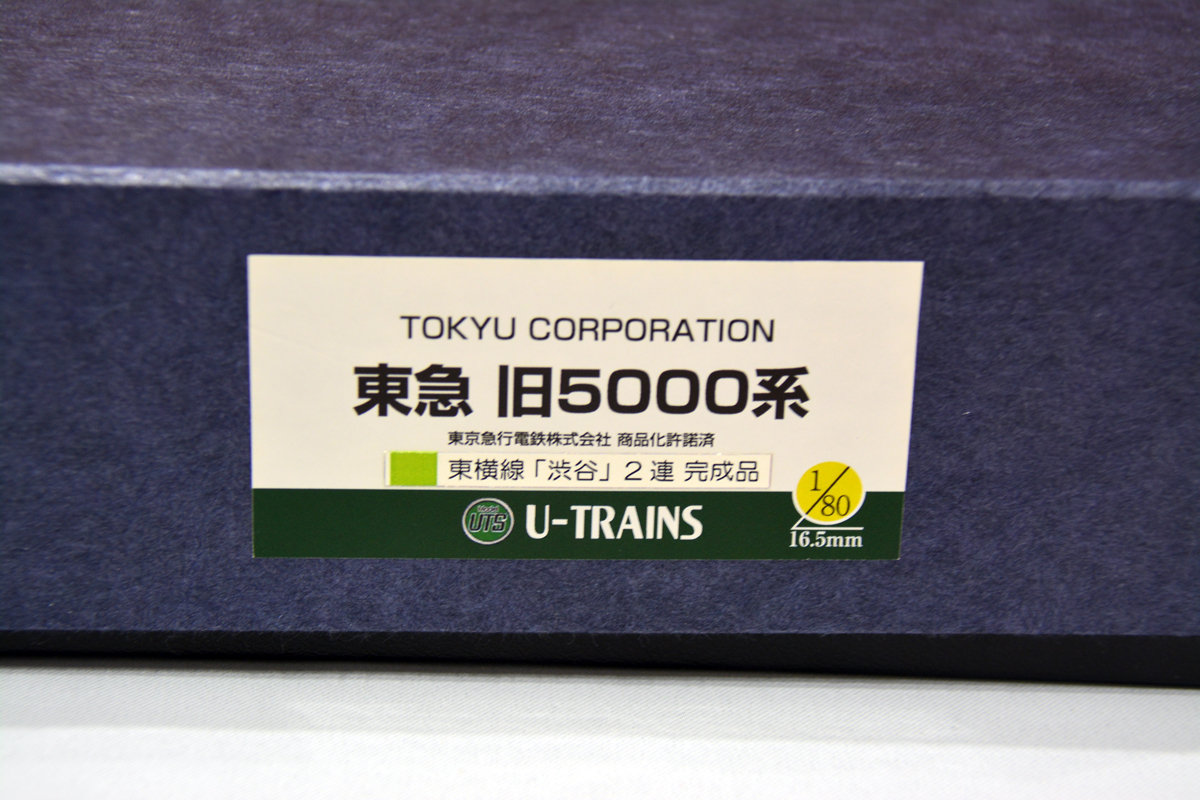 TOKYU CORPORATION
東急 旧5000系
東京急行電鉄株式会社 商品化許諾済
東横線「渋谷」2連 完成品
1/80
Model
UTS
U-TRAINS
16.5mm